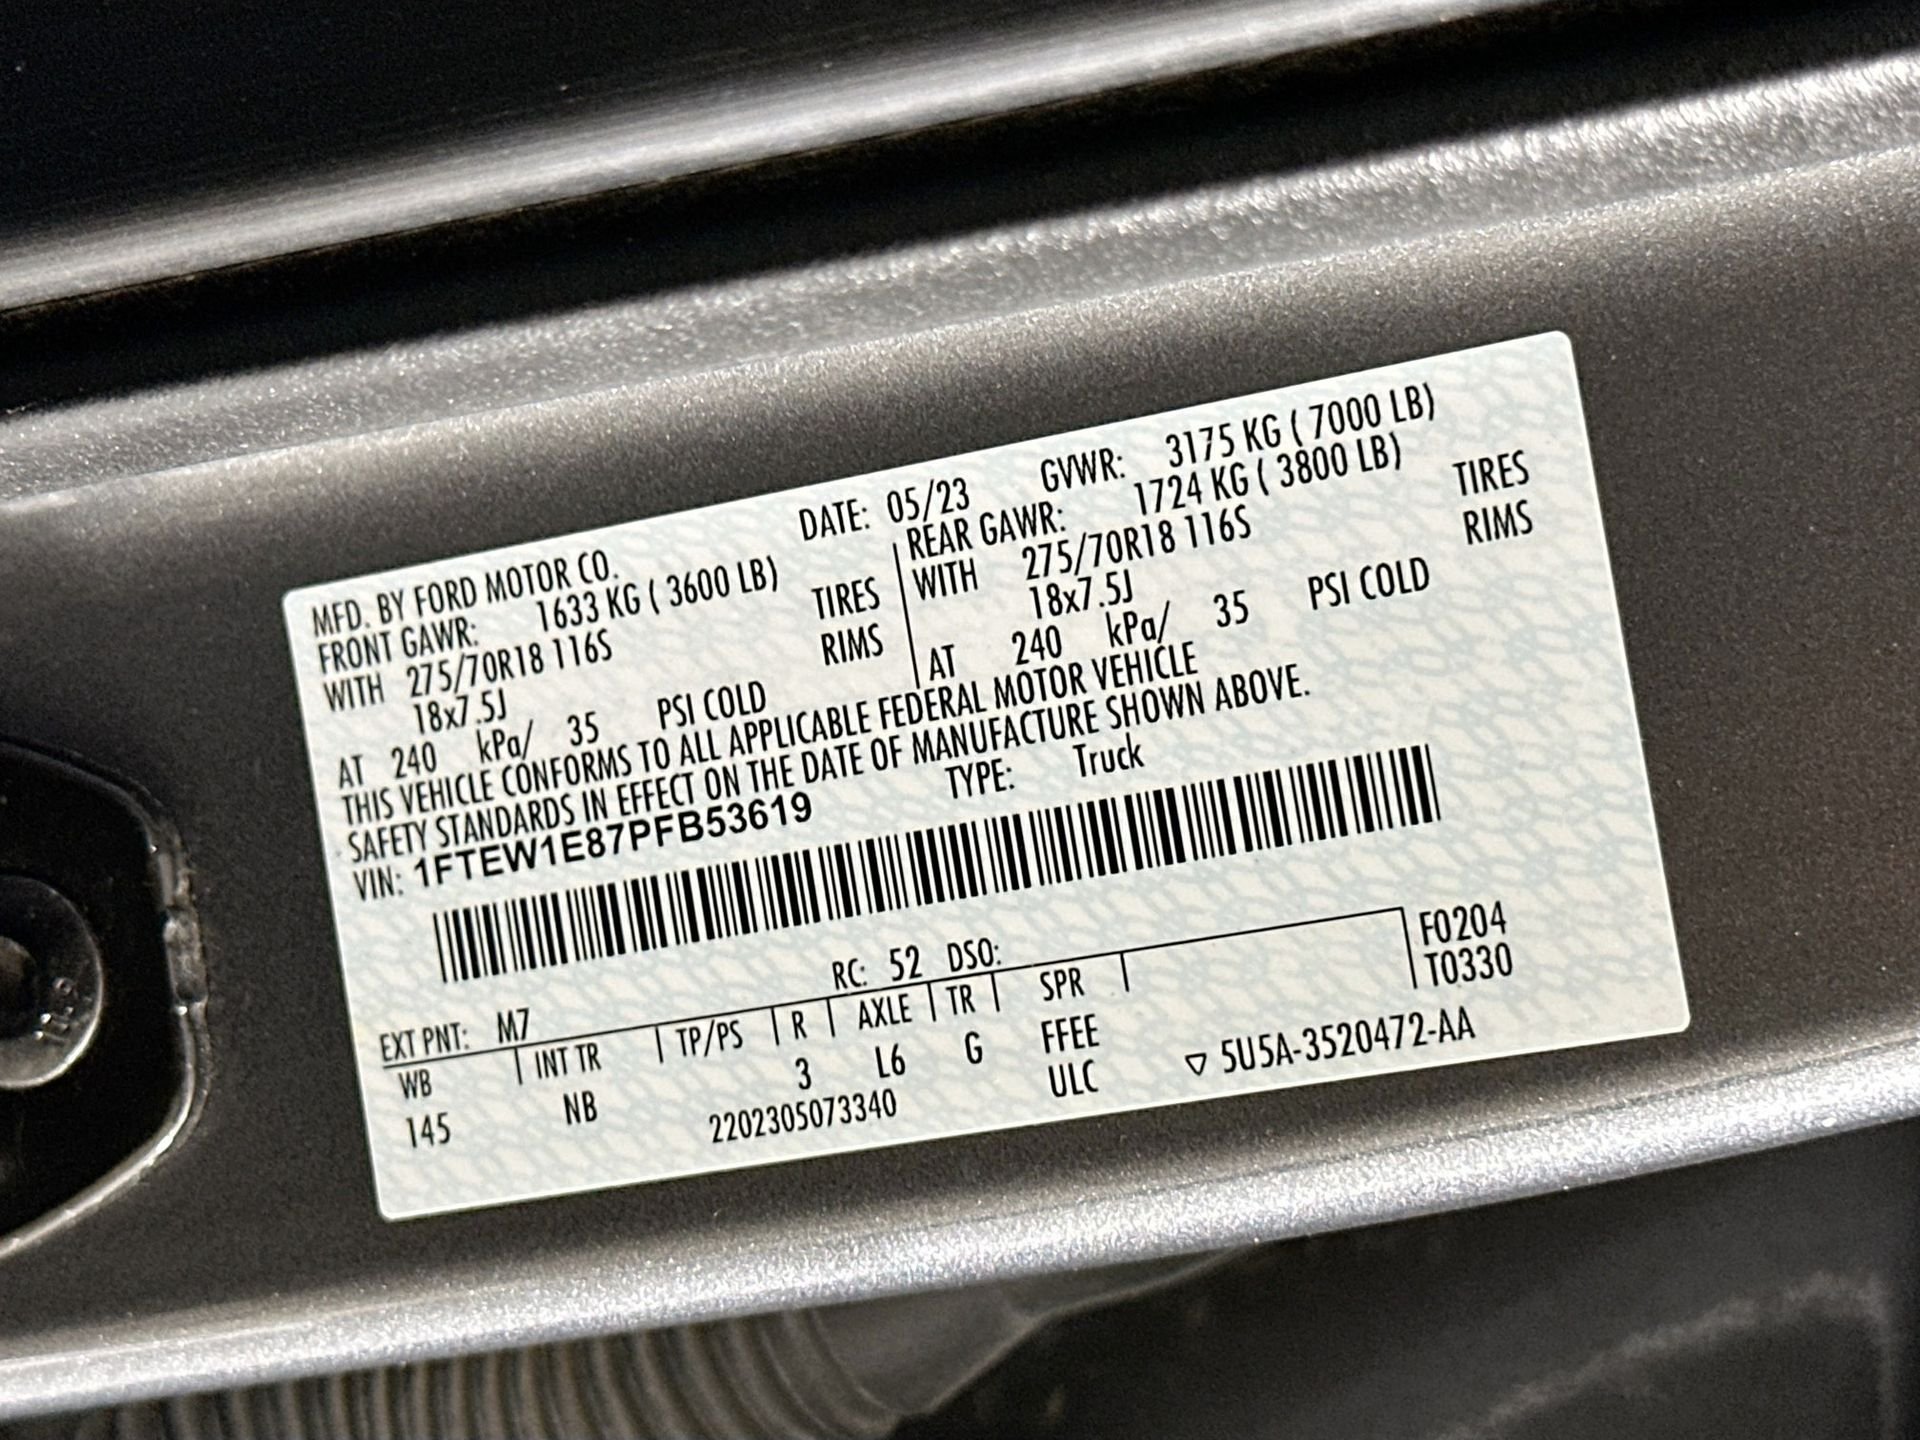 MFD. BY FORD MOTOR CO. DATE: 05/23 GVWR: 3175 KG ( 7000 LB)
FRONT GAWR: 1633 KG ( 3600 LB) REAR GAWR: 1724 KG ( 3800 LB)
WITH 275/70R18 116S TIRES WITH 275/70R18 116S TIRES
18x7.5J RIMS 18x7.5J RIMS
AT 240 kPa/ 35 PSI COLD AT 240 kPa/ 35 PSI COLD
THIS VEHICLE CONFORMS TO ALL APPLICABLE FEDERAL MOTOR VEHICLE
SAFETY STANDARDS IN EFFECT ON THE DATE OF MANUFACTURE SHOWN ABOVE.
VIN: 1FTEW1E87PFB53619 TYPE: Truck
EXT PNT: M7 RC: 52 DSO: F0204
WB INT TR TP/PS R AXLE TR SPR T0330
145 NB 3 L6 G FFEE
2202305073340 ULC ▽ 5U5A-3520472-AA